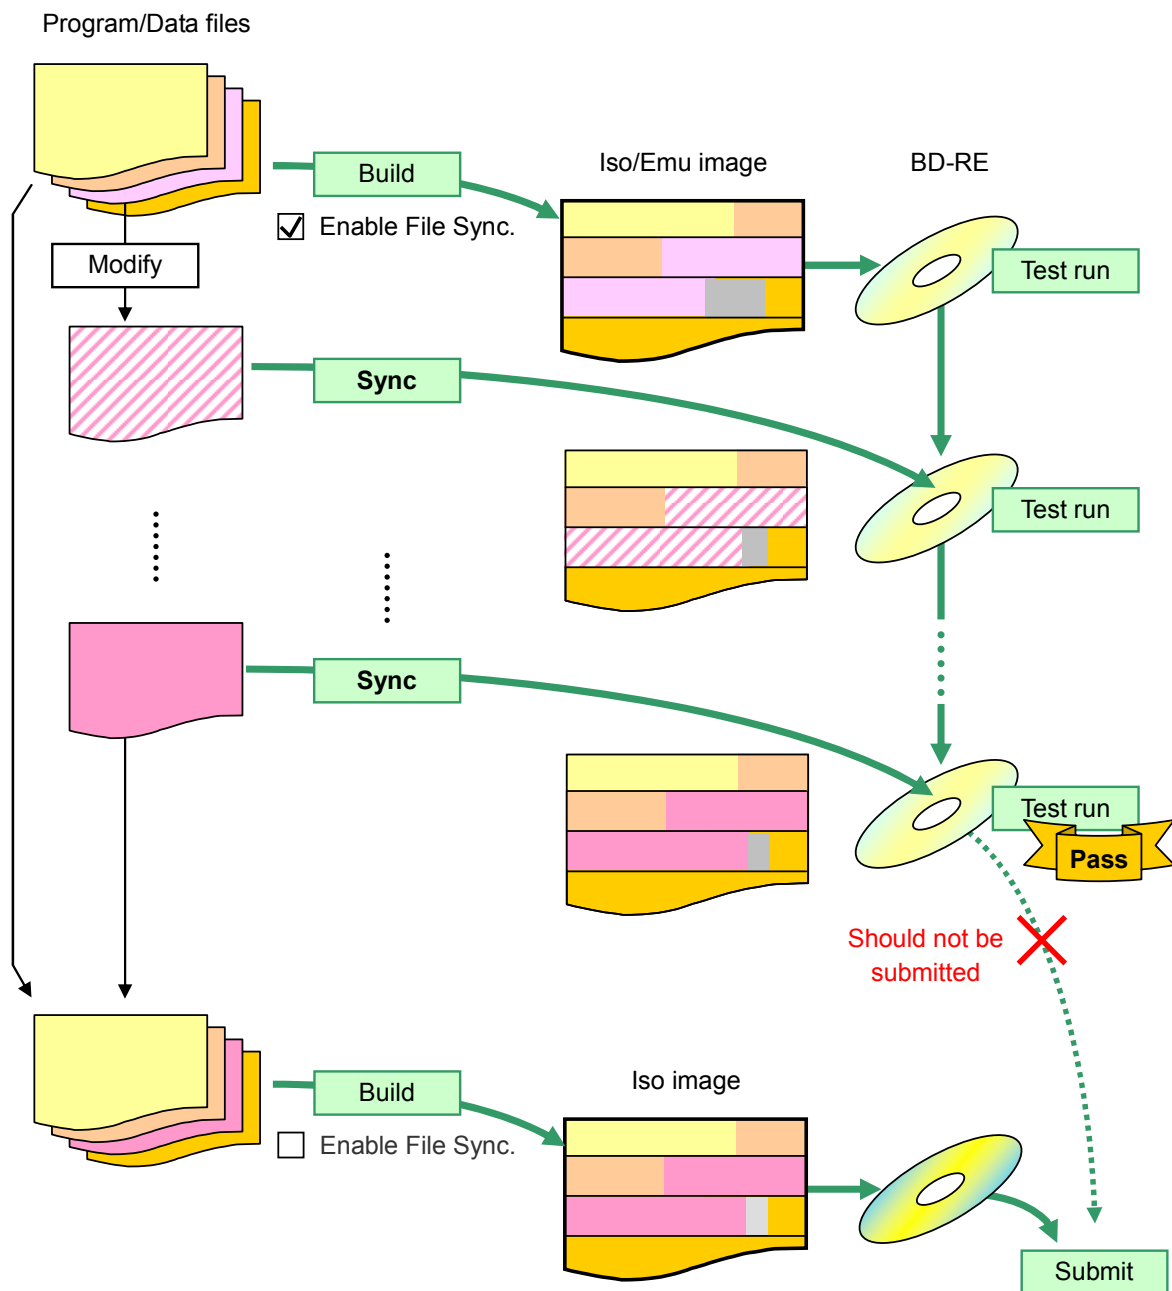 Program/Data files
Build
Iso/Emu image
BD-RE
Enable File Sync.
Modify
Test run
Sync
Test run
Sync
Test run
Pass
Should not be
submitted
Build
Iso image
Enable File Sync.
Submit